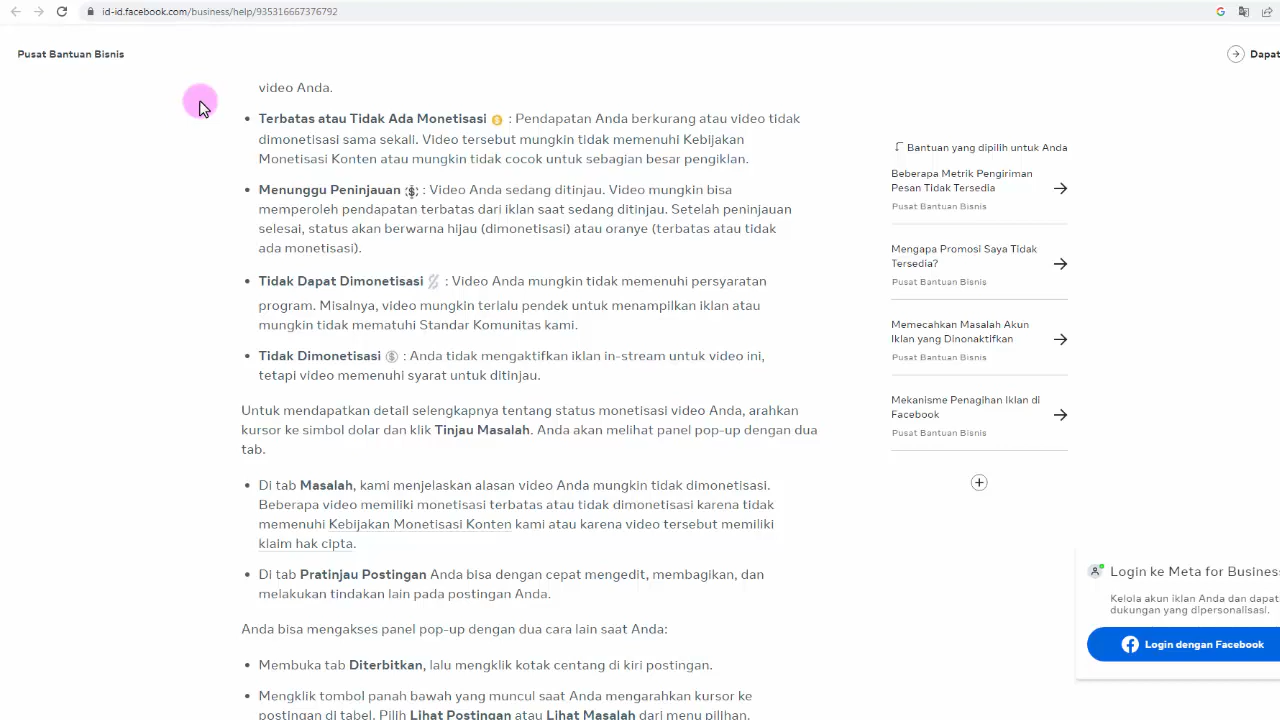 id-id.facebook.com/business/help/935316667376792
Pusat Bantuan Bisnis
Dapat
video Anda.
Terbatas atau Tidak Ada Monetisasi : Pendapatan Anda berkurang atau video tidak
dimonetisasi sama sekali. Video tersebut mungkin tidak memenuhi Kebijakan
Monetisasi Konten atau mungkin tidak cocok untuk sebagian besar pengiklan.
Menunggu Peninjauan : Video Anda sedang ditinjau. Video mungkin bisa
memperoleh pendapatan terbatas dari iklan saat sedang ditinjau. Setelah peninjauan
selesai, status akan berwarna hijau (dimonetisasi) atau oranye (terbatas atau tidak
ada monetisasi).
Tidak Dapat Dimonetisasi : Video Anda mungkin tidak memenuhi persyaratan
program. Misalnya, video mungkin terlalu pendek untuk menampilkan iklan atau
mungkin tidak mematuhi Standar Komunitas kami.
Tidak Dimonetisasi : Anda tidak mengaktifkan iklan in-stream untuk video ini,
tetapi video memenuhi syarat untuk ditinjau.
Untuk mendapatkan detail selengkapnya tentang status monetisasi video Anda, arahkan
kursor ke simbol dolar dan klik Tinjau Masalah. Anda akan melihat panel pop-up dengan dua
tab.
Di tab Masalah, kami menjelaskan alasan video Anda mungkin tidak dimonetisasi.
Beberapa video memiliki monetisasi terbatas atau tidak dimonetisasi karena tidak
memenuhi Kebijakan Monetisasi Konten kami atau karena video tersebut memiliki
klaim hak cipta.
Di tab Pratinjau Postingan Anda bisa dengan cepat mengedit, membagikan, dan
melakukan tindakan lain pada postingan Anda.
Anda bisa mengakses panel pop-up dengan dua cara lain saat Anda:
Membuka tab Diterbitkan, lalu mengklik kotak centang di kiri postingan.
Mengklik tombol panah bawah yang muncul saat Anda mengarahkan kursor ke
postingan di tabel. Pilih Lihat Postingan atau Lihat Masalah dari menu pilihan.
Bantuan yang dipilih untuk Anda
Beberapa Metrik Pengiriman
Pesan Tidak Tersedia
Pusat Bantuan Bisnis
Mengapa Promosi Saya Tidak
Tersedia?
Pusat Bantuan Bisnis
Memecahkan Masalah Akun
Iklan yang Dinonaktifkan
Pusat Bantuan Bisnis
Mekanisme Penagihan Iklan di
Facebook
Pusat Bantuan Bisnis
Login ke Meta for Business
Kelola akun iklan Anda dan dapat
dukungan yang dipersonalisasi.
Login dengan Facebook